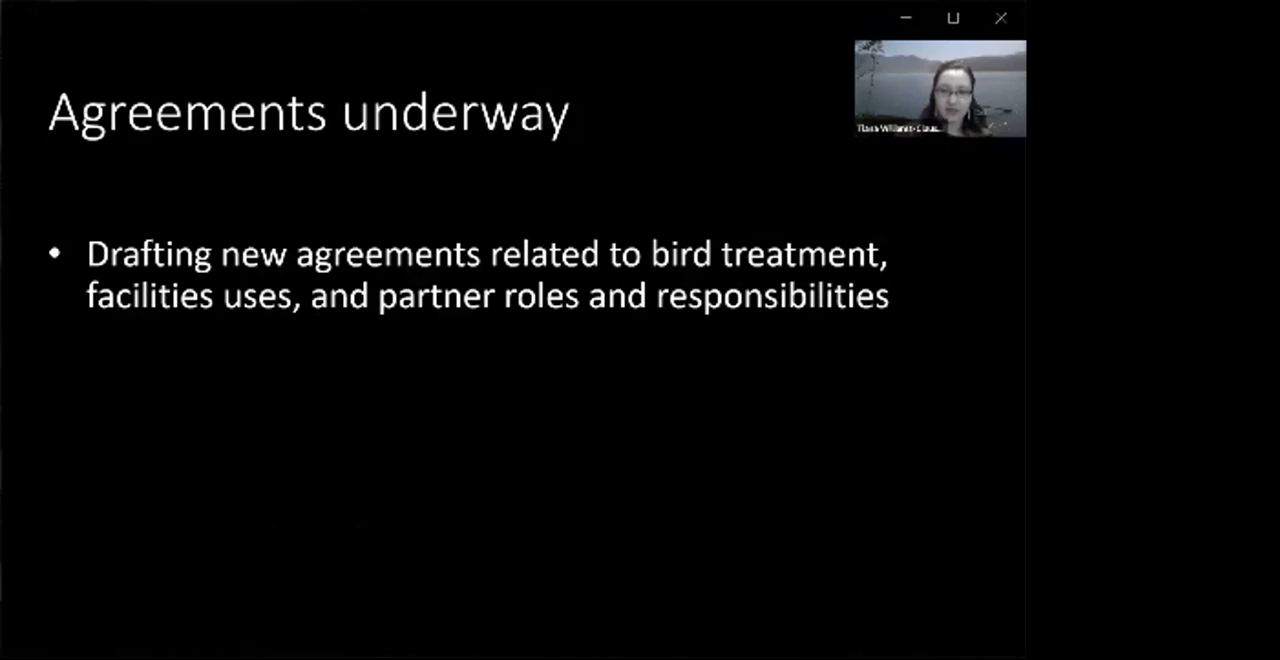 Agreements underway
• Drafting new agreements related to bird treatment,
facilities uses, and partner roles and responsibilities